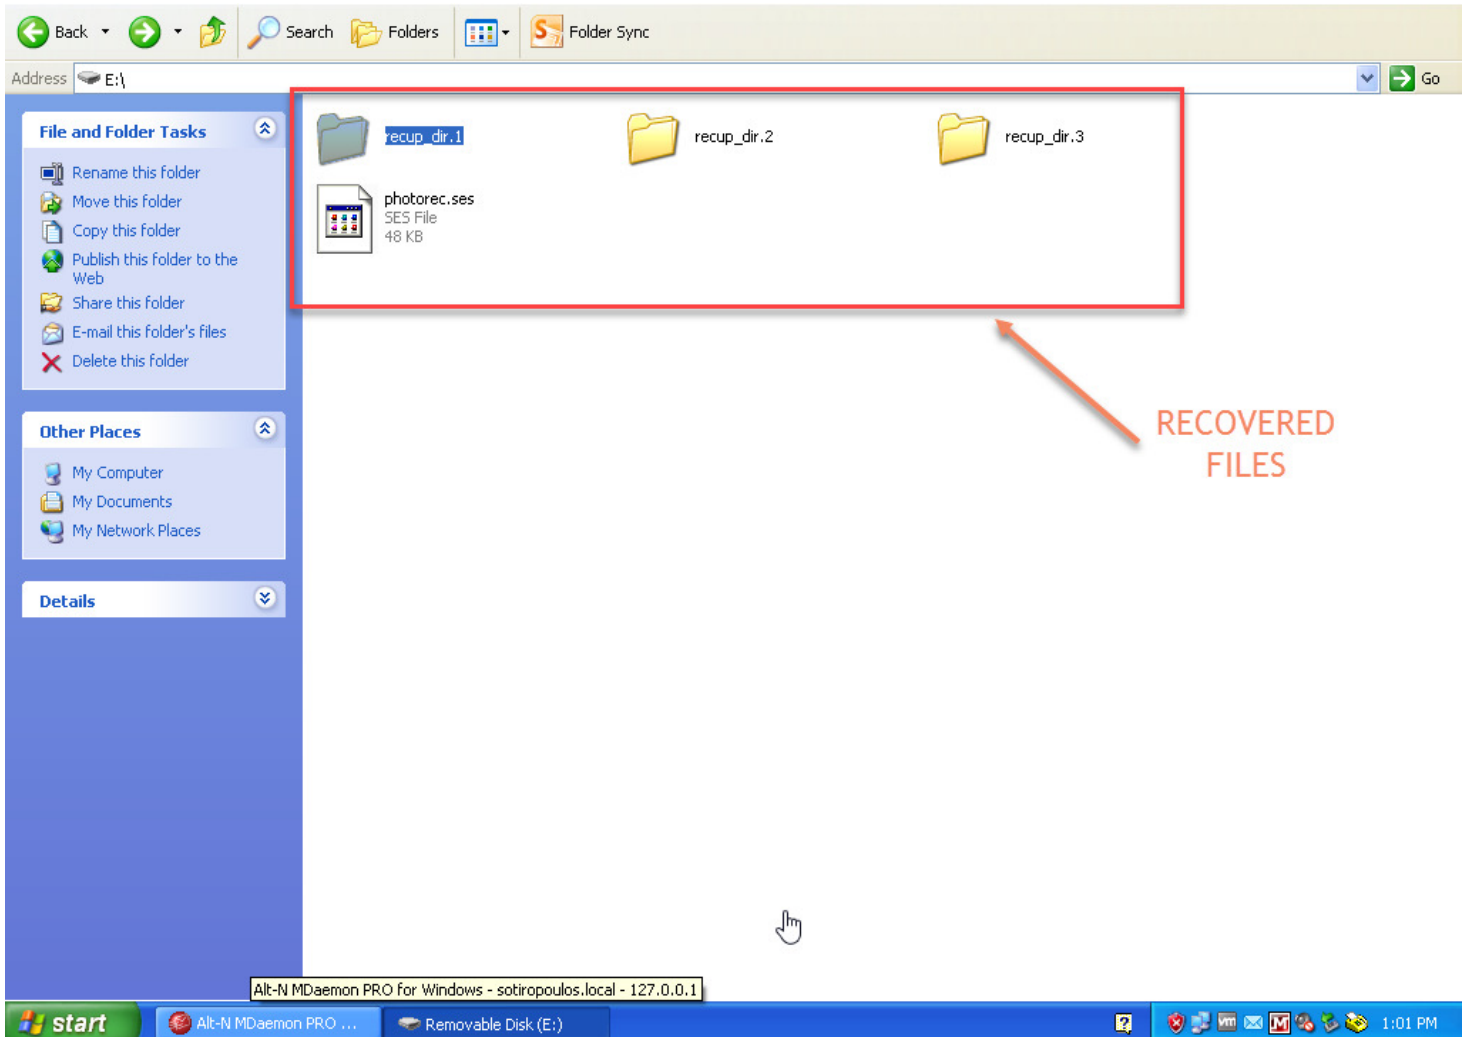 Back
Search
Folders
Folder Sync
Address
E:\
Go
File and Folder Tasks
Rename this folder
Move this folder
Copy this folder
Publish this folder to the
Web
Share this folder
E-mail this folder's files
Delete this folder
Other Places
My Computer
My Documents
My Network Places
Details
recup_dir.1
recup_dir.2
recup_dir.3
photorec.ses
SES File
48 KB
RECOVERED
FILES
Alt-N MDaemon PRO for Windows - sotiropoulos.local - 127.0.0.1
start
Alt-N MDaemon PRO ...
Removable Disk (E:)
1:01 PM